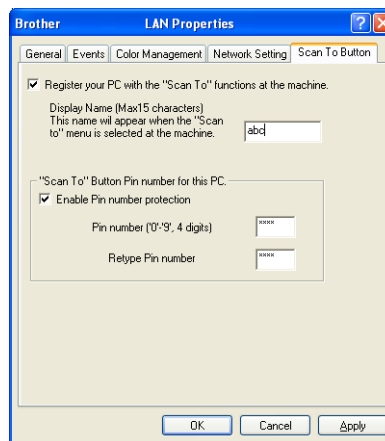 Brother LAN Properties
General Events Color Management Network Setting Scan To Button
Register your PC with the "Scan To" functions at the machine.
Display Name (Max15 characters)
This name wil appear when the "Scan
to" menu is selected at the machine.
abc
"Scan To" Button Pin number for this PC.
Enable Pin number protection
Pin number ('0'-'9', 4 digits) ****
Retype Pin number ****
OK Cancel Apply